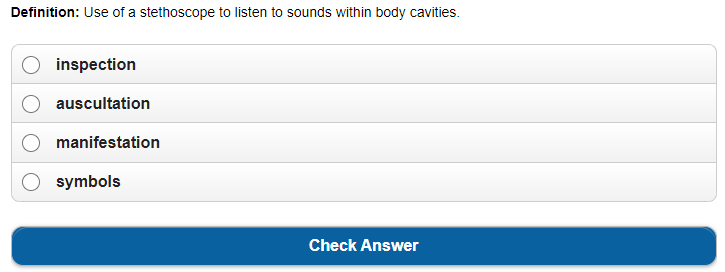 Definition: Use of a stethoscope to listen to sounds within body cavities.
inspection
auscultation
manifestation
symbols
Check Answer